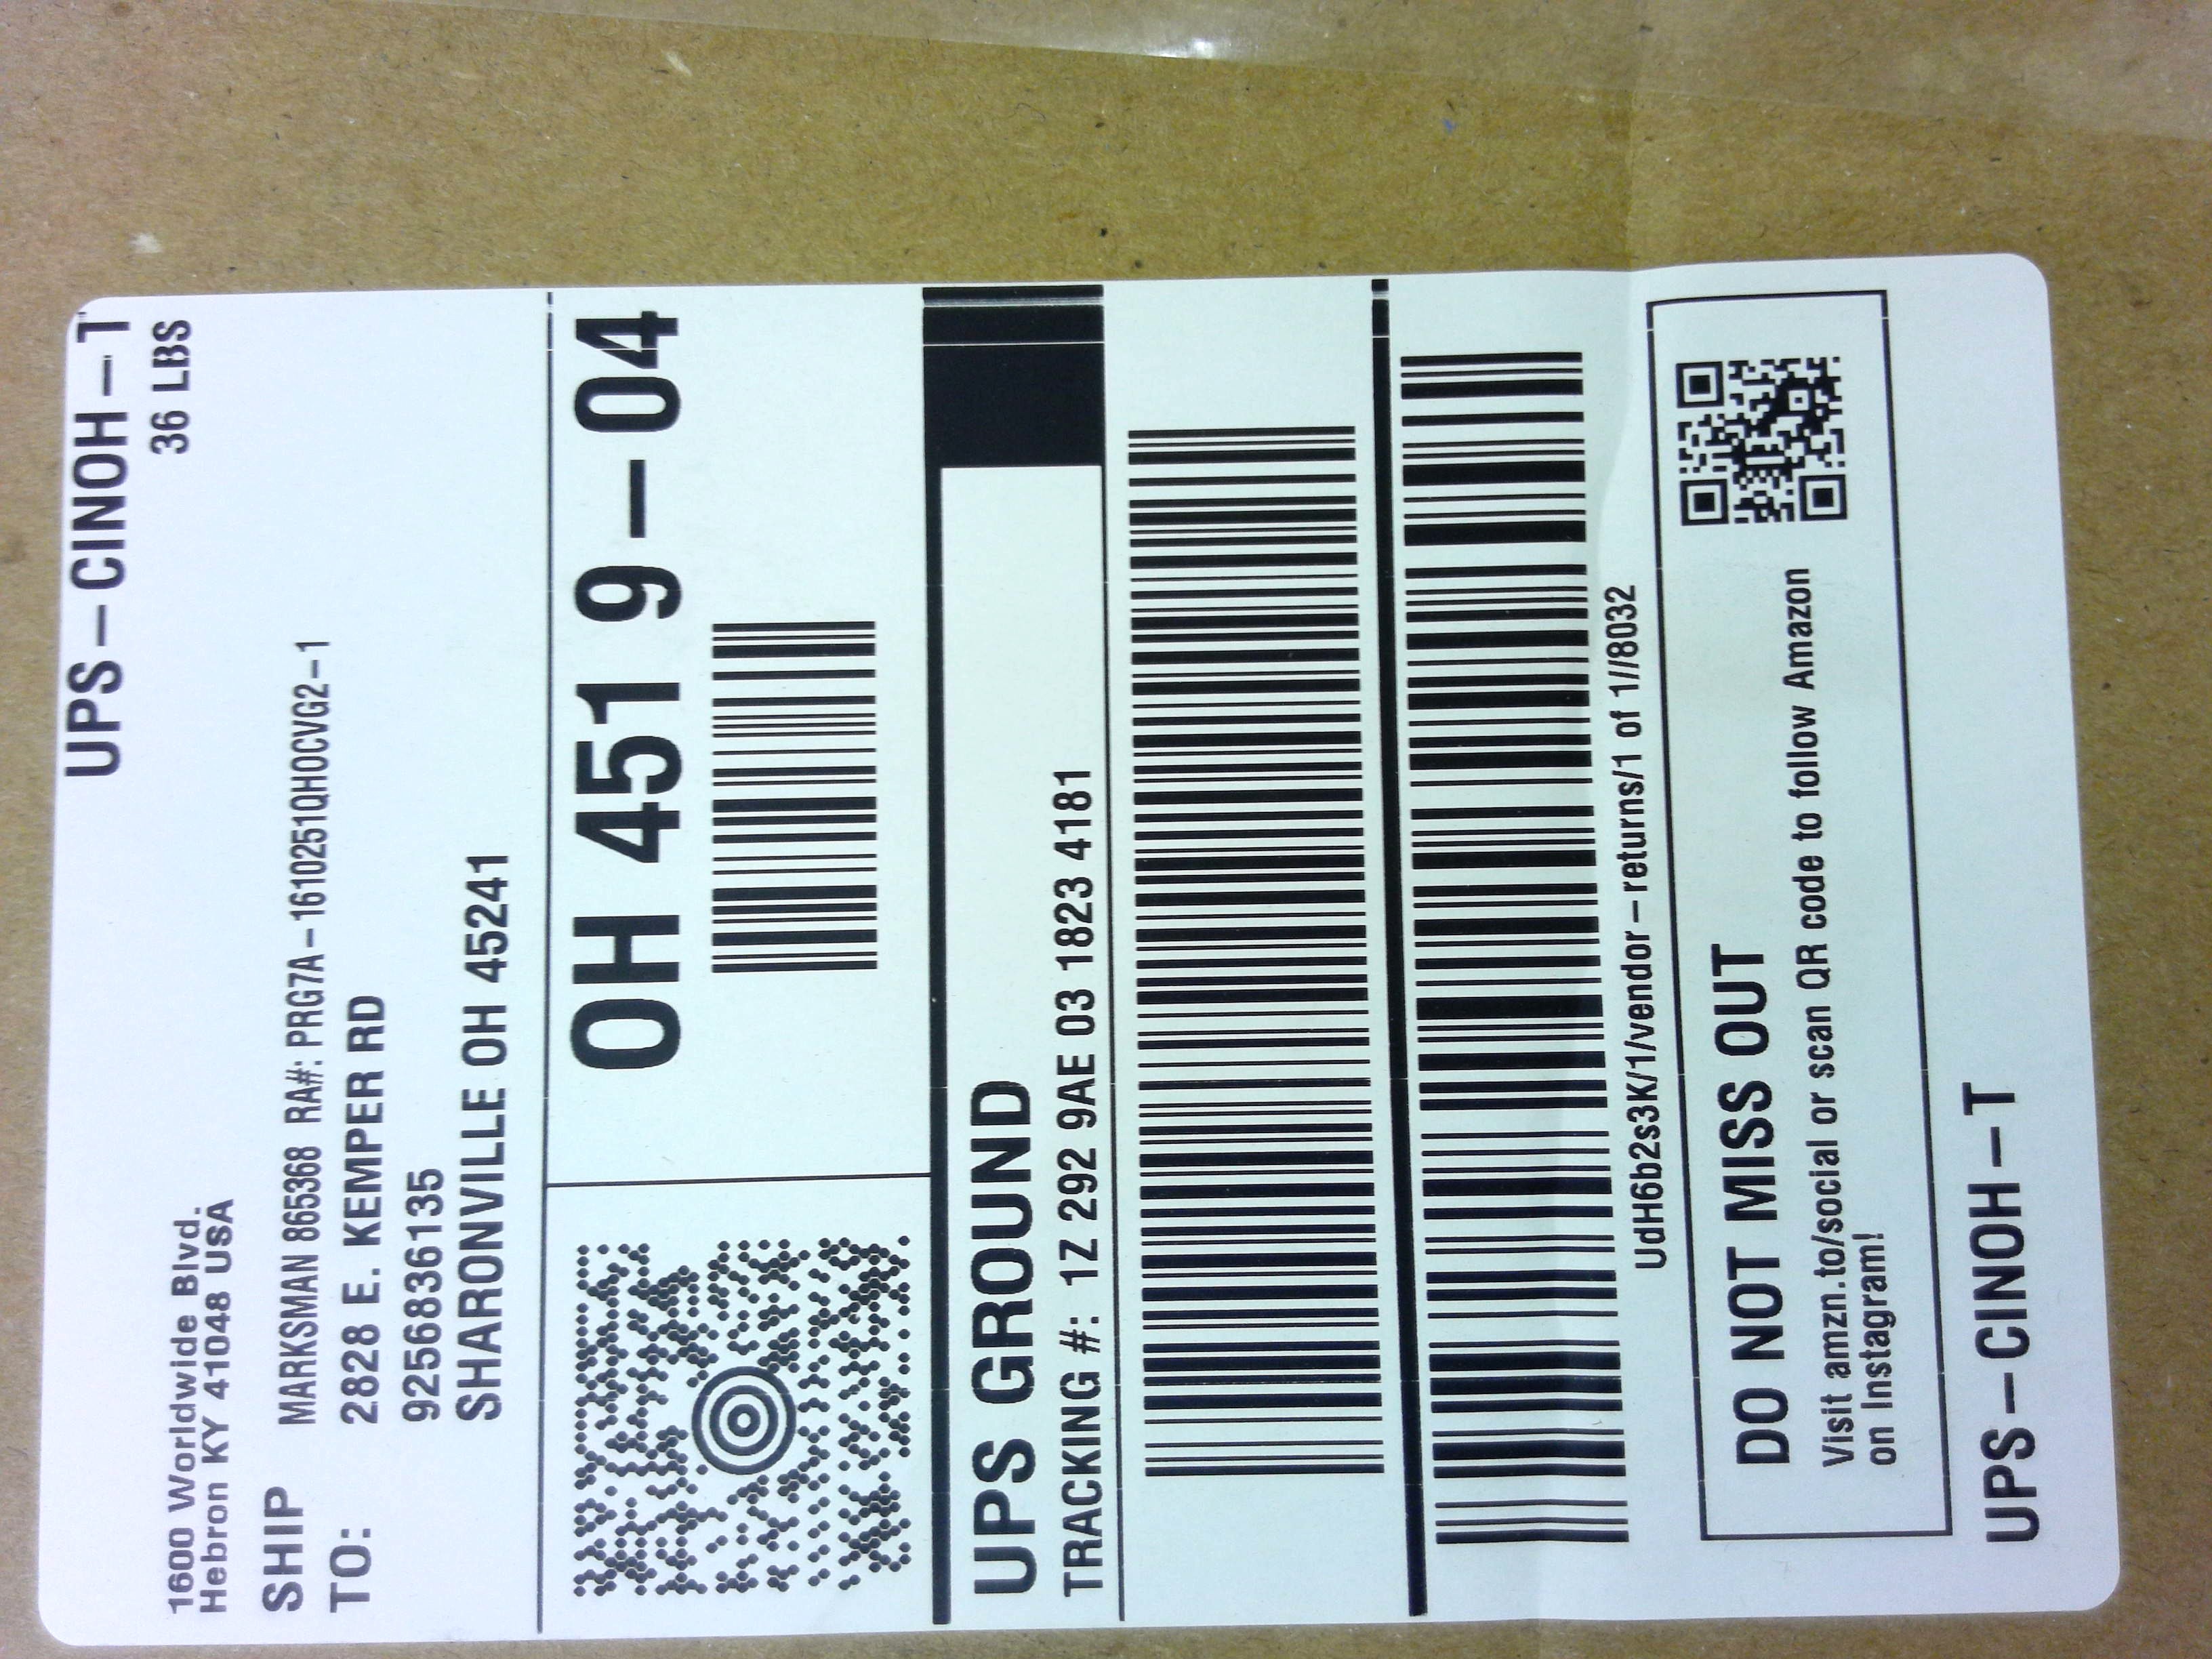 UPS-CINOH-T
36 LBS
1600 Worldwide Blvd.
Hebron KY 41048 USA
SHIP TO:
MARKSMAN 865368 RA#: PRG7A-1610251QHOCVG2-1
2828 E. KEMPER RD
9256836135
SHARONVILLE OH 45241
OH 451 9-04
UPS GROUND
TRACKING #: 1Z 292 9AE 03 1823 4181
UdH6b2s3K/1/vendor-returns/1 of 1//8032
DO NOT MISS OUT
Visit amzn.to/social or scan QR code to follow Amazon
on Instagram!
UPS-CINOH-T